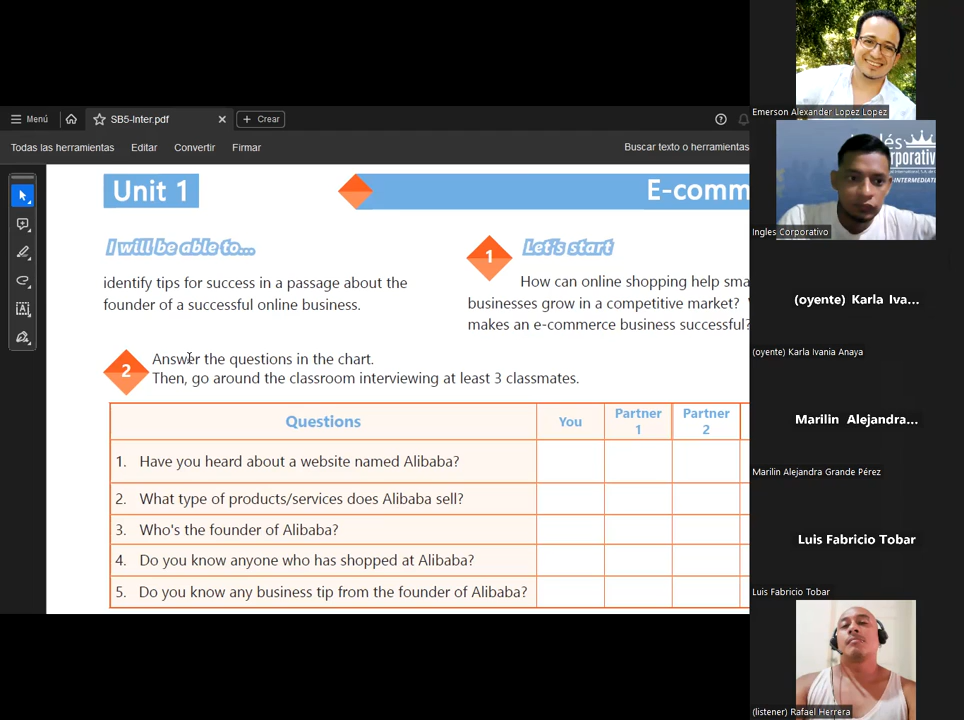 Menú
SB5-Inter.pdf
Crear
Todas las herramientas
Editar
Convertir
Firmar
Buscar texto o herramientas
Unit 1
E-comm
I will be able to...
identify tips for success in a passage about the
founder of a successful online business.
1
Let's start
How can online shopping help sma
businesses grow in a competitive market?
makes an e-commerce business successful?
2
Answer the questions in the chart.
Then, go around the classroom interviewing at least 3 classmates.
Questions
You
Partner
1
Partner
2
1. Have you heard about a website named Alibaba?
2. What type of products/services does Alibaba sell?
3. Who's the founder of Alibaba?
4. Do you know anyone who has shopped at Alibaba?
5. Do you know any business tip from the founder of Alibaba?
Emerson Alexander Lopez Lopez
Ingles Corporativo
(oyente) Karla Iva...
(oyente) Karla Ivania Anaya
Marilin Alejandra...
Marilin Alejandra Grande Pérez
Luis Fabricio Tobar
Luis Fabricio Tobar
(listener) Rafael Herrera